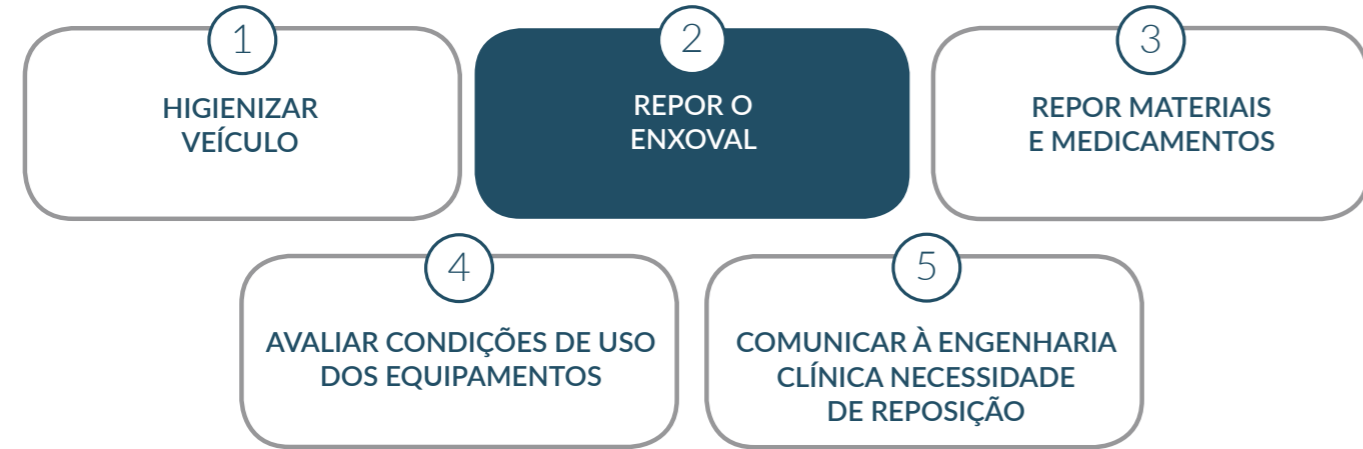 1
HIGIENIZAR
VEÍCULO
2
REPOR O
ENXOVAL
3
REPOR MATERIAIS
E MEDICAMENTOS
4
AVALIAR CONDIÇÕES DE USO
DOS EQUIPAMENTOS
5
COMUNICAR À ENGENHARIA
CLÍNICA NECESSIDADE
DE REPOSIÇÃO